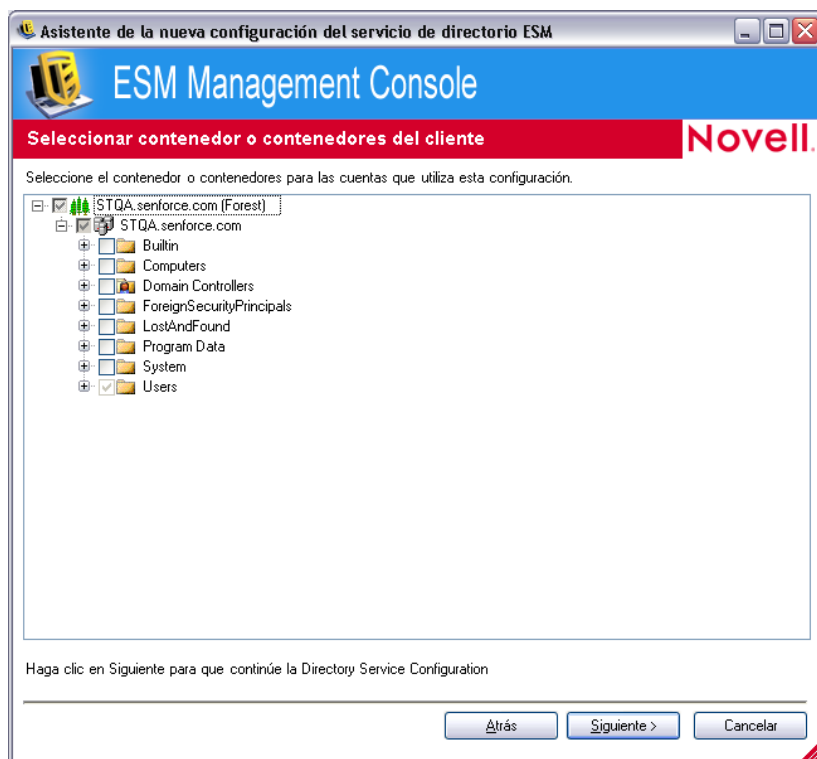 Asistente de la nueva configuración del servicio de directorio ESM
ESM Management Console
Seleccionar contenedor o contenedores del cliente
Novell.
Seleccione el contenedor o contenedores para las cuentas que utiliza esta configuración.
STQA.senforce.com (Forest)
STQA.senforce.com
Builtin
Computers
Domain Controllers
ForeignSecurityPrincipals
LostAndFound
Program Data
System
Users
Haga clic en Siguiente para que continúe la Directory Service Configuration
Atrás
Siguiente >
Cancelar